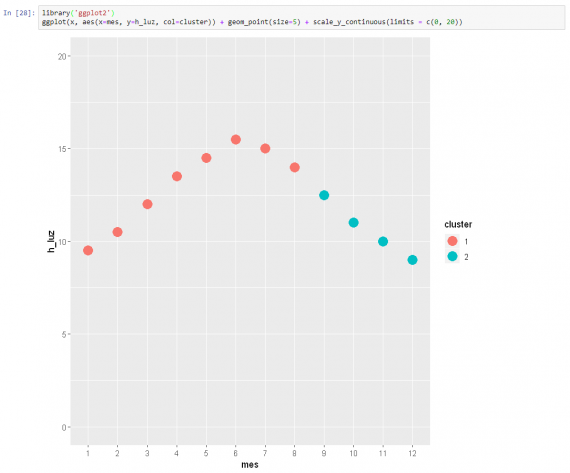 In [28]: library('ggplot2')
ggplot(x, aes(x=mes, y=h_luz, col=cluster)) + geom_point(size=5) + scale_y_continuous(limits = c(0, 20))
20
15
10
5
0
h_luz
cluster
1
2
1 2 3 4 5 6 7 8 9 10 11 12
mes